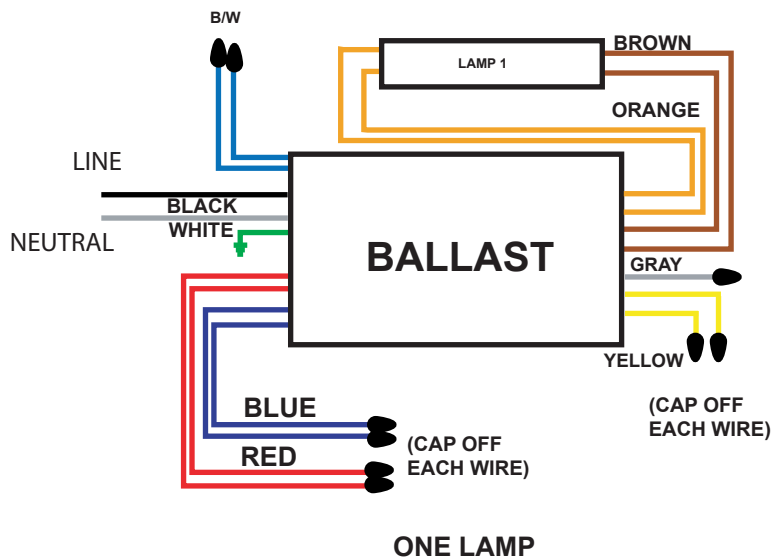 B/W
LAMP 1
BROWN
ORANGE
LINE
BLACK
WHITE
NEUTRAL
BALLAST
GRAY
YELLOW
(CAP OFF
EACH WIRE)
BLUE
RED
(CAP OFF
EACH WIRE)
ONE LAMP